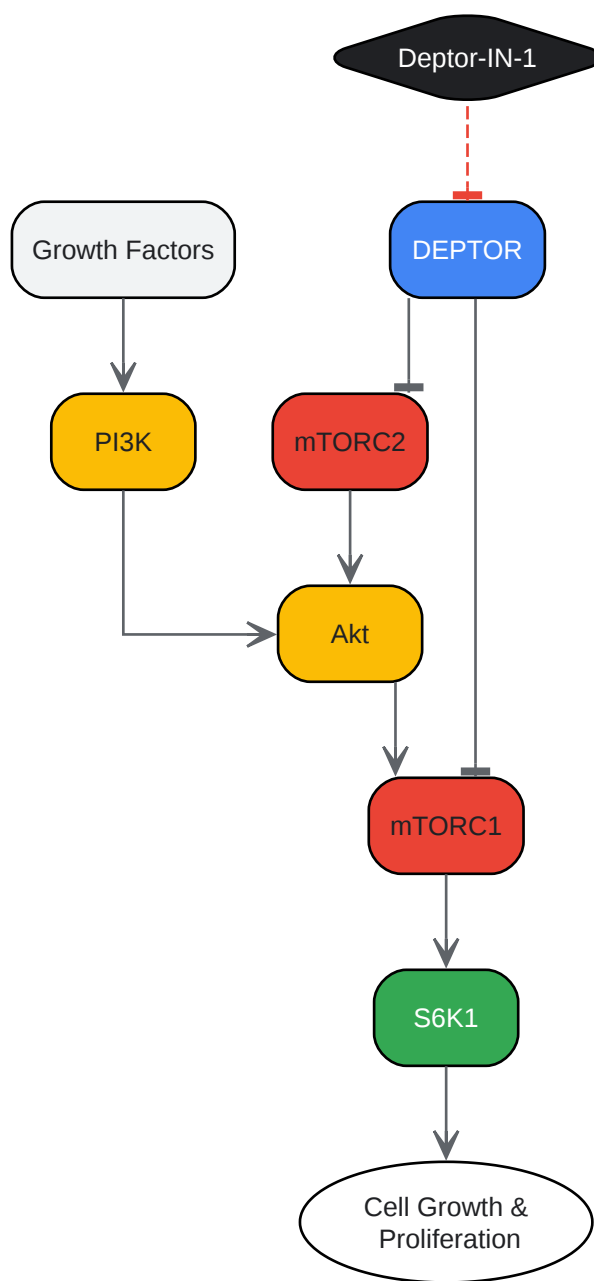 Deptor-IN-1
Growth Factors
DEPTOR
PI3K
mTORC2
Akt
mTORC1
S6K1
Cell Growth &
Proliferation